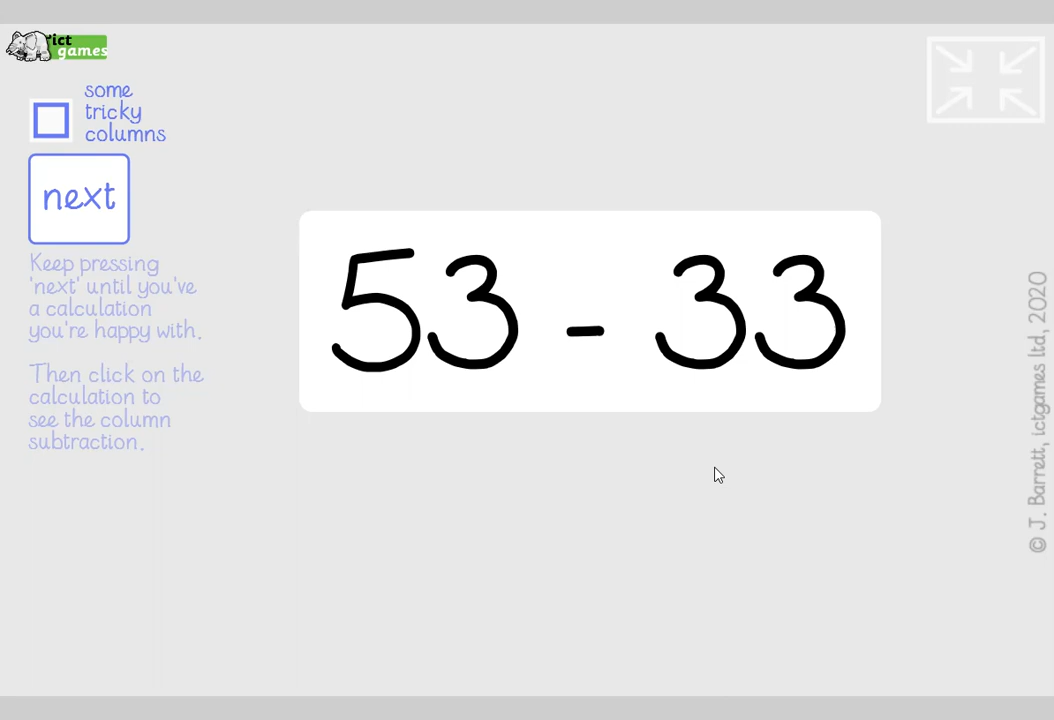 ict
games
some
tricky
columns
next
Keep pressing
'next' until you've
a calculation
you're happy with.
Then click on the
calculation to
see the column
subtraction.
53 - 33
© J. Barrett, ictgames ltd, 2020